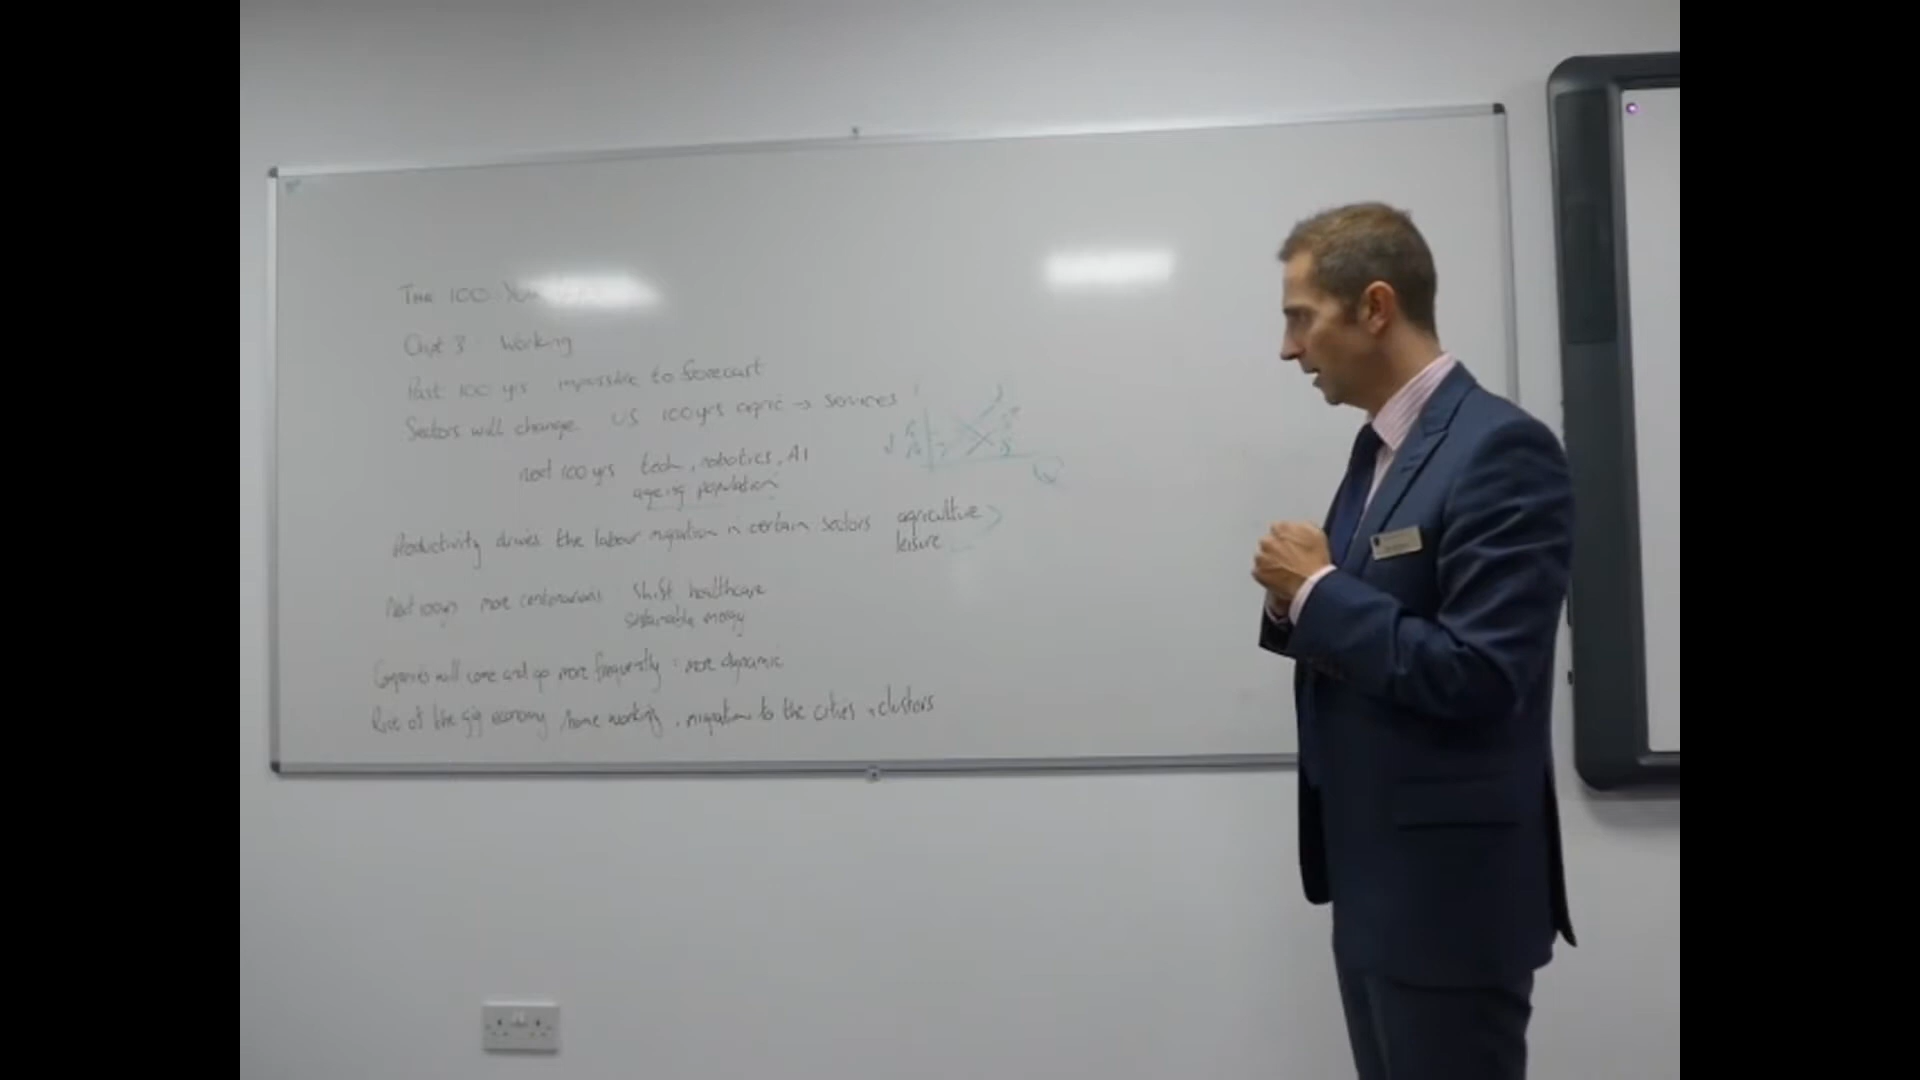 The 100 Year
Chpt 3 - Working
Past 100 yrs impossible to forecast
Sectors will change US 100yrs agric → services
next 100 yrs tech, robotics, AI
ageing population
Productivity drives the labour migration in certain sectors agriculture
leisure
Next 100yrs more centenarians shift healthcare
sustainable energy
Companies will come and go more frequently : more dynamic
Rise of the gig economy, home working, migration to the cities, clusters